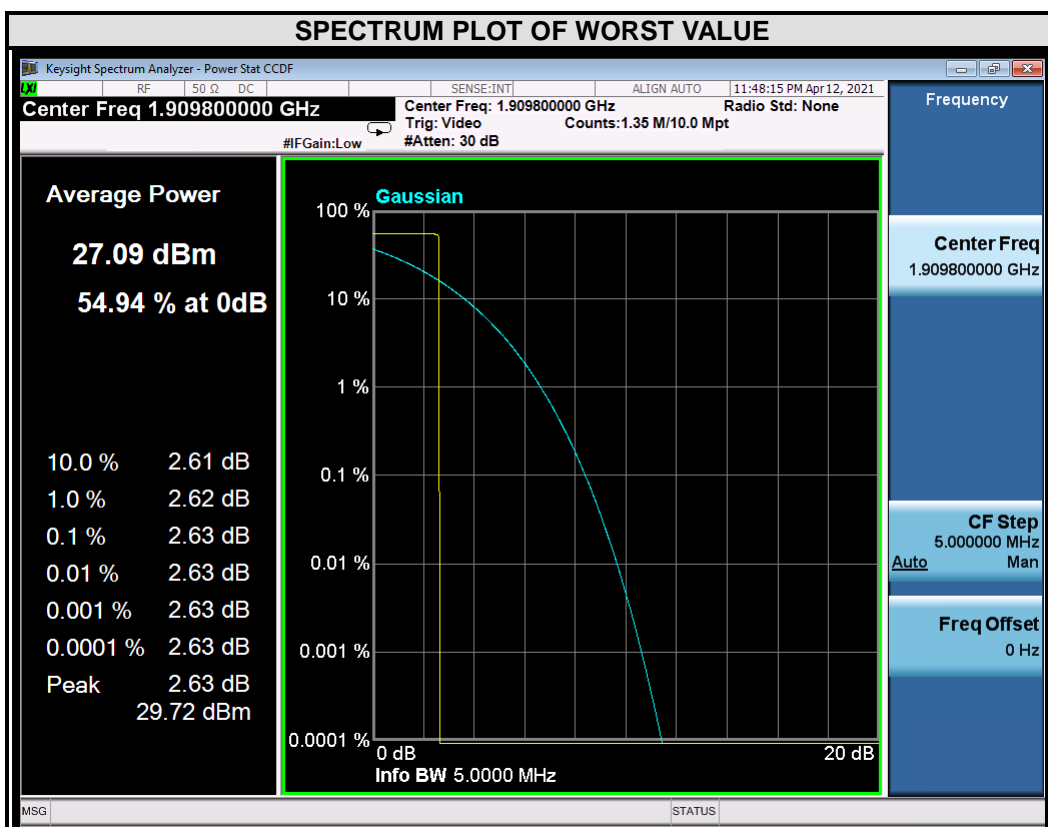 SPECTRUM PLOT OF WORST VALUE
Keysight Spectrum Analyzer - Power Stat CCDF
LXI RF 50 Ω DC SENSE:INT ALIGN AUTO 11:48:15 PM Apr 12, 2021
Center Freq 1.909800000 GHz
Center Freq: 1.909800000 GHz Radio Std: None
Trig: Video Counts:1.35 M/10.0 Mpt
#IFGain:Low #Atten: 30 dB
Frequency
Average Power
27.09 dBm
54.94 % at 0dB
10.0 % 2.61 dB
1.0 % 2.62 dB
0.1 % 2.63 dB
0.01 % 2.63 dB
0.001 % 2.63 dB
0.0001 % 2.63 dB
Peak 2.63 dB
29.72 dBm
Gaussian
100 %
10 %
1 %
0.1 %
0.01 %
0.001 %
0.0001 %
0 dB 20 dB
Info BW 5.0000 MHz
Center Freq
1.909800000 GHz
CF Step
5.000000 MHz
Auto Man
Freq Offset
0 Hz
MSG STATUS